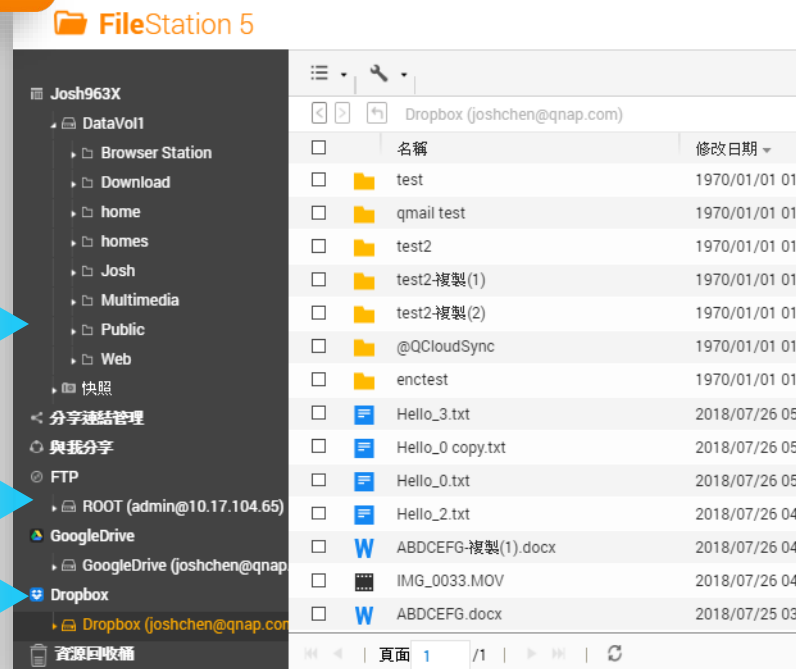 FileStation 5
Josh963X
DataVol1
Browser Station
Download
home
homes
Josh
Multimedia
Public
Web
快照
分享連結管理
與我分享
FTP
ROOT (admin@10.17.104.65)
GoogleDrive
GoogleDrive (joshchen@qnap.
Dropbox
Dropbox (joshchen@qnap.con
資源回收桶
Dropbox (joshchen@qnap.com)
名稱 修改日期
test 1970/01/01 01
qmail test 1970/01/01 01
test2 1970/01/01 01
test2-複製(1) 1970/01/01 01
test2-複製(2) 1970/01/01 01
@QCloudSync 1970/01/01 01
enctest 1970/01/01 01
Hello_3.txt 2018/07/26 05
Hello_0 copy.txt 2018/07/26 05
Hello_0.txt 2018/07/26 05
Hello_2.txt 2018/07/26 04
ABDCEFG-複製(1).docx 2018/07/26 04
IMG_0033.MOV 2018/07/26 04
ABDCEFG.docx 2018/07/25 03
頁面 1 /1